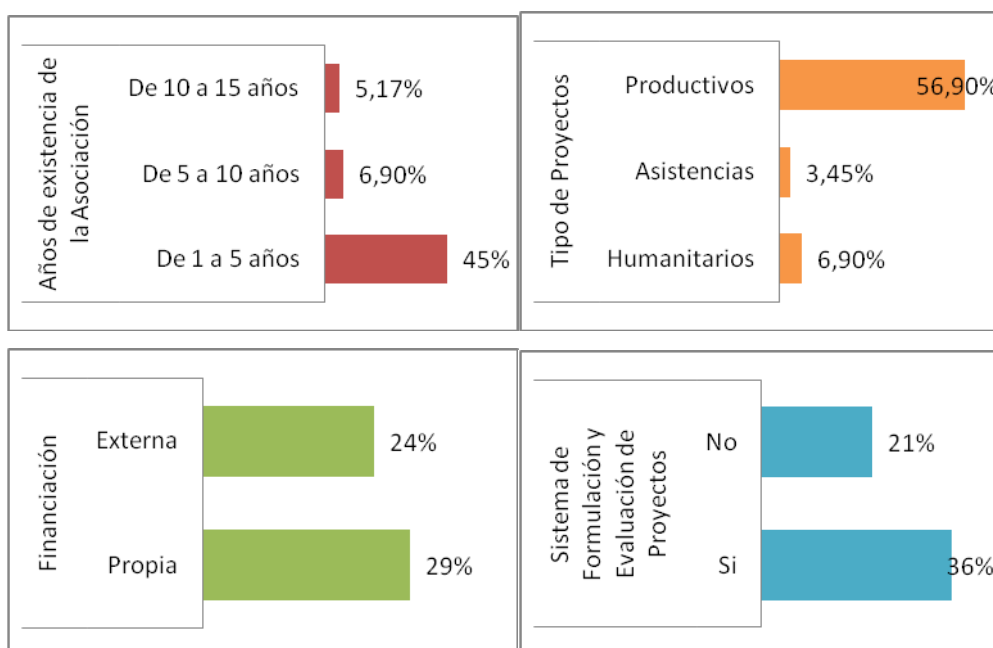 Años de existencia de
la Asociación
De 10 a 15 años
5,17%
De 5 a 10 años
6,90%
De 1 a 5 años
45%
Tipo de Proyectos
Productivos
56,90%
Asistencias
3,45%
Humanitarios
6,90%
Financiación
Externa
24%
Propia
29%
Sistema de
Formulación y
Evaluación de
Proyectos
No
21%
Si
36%